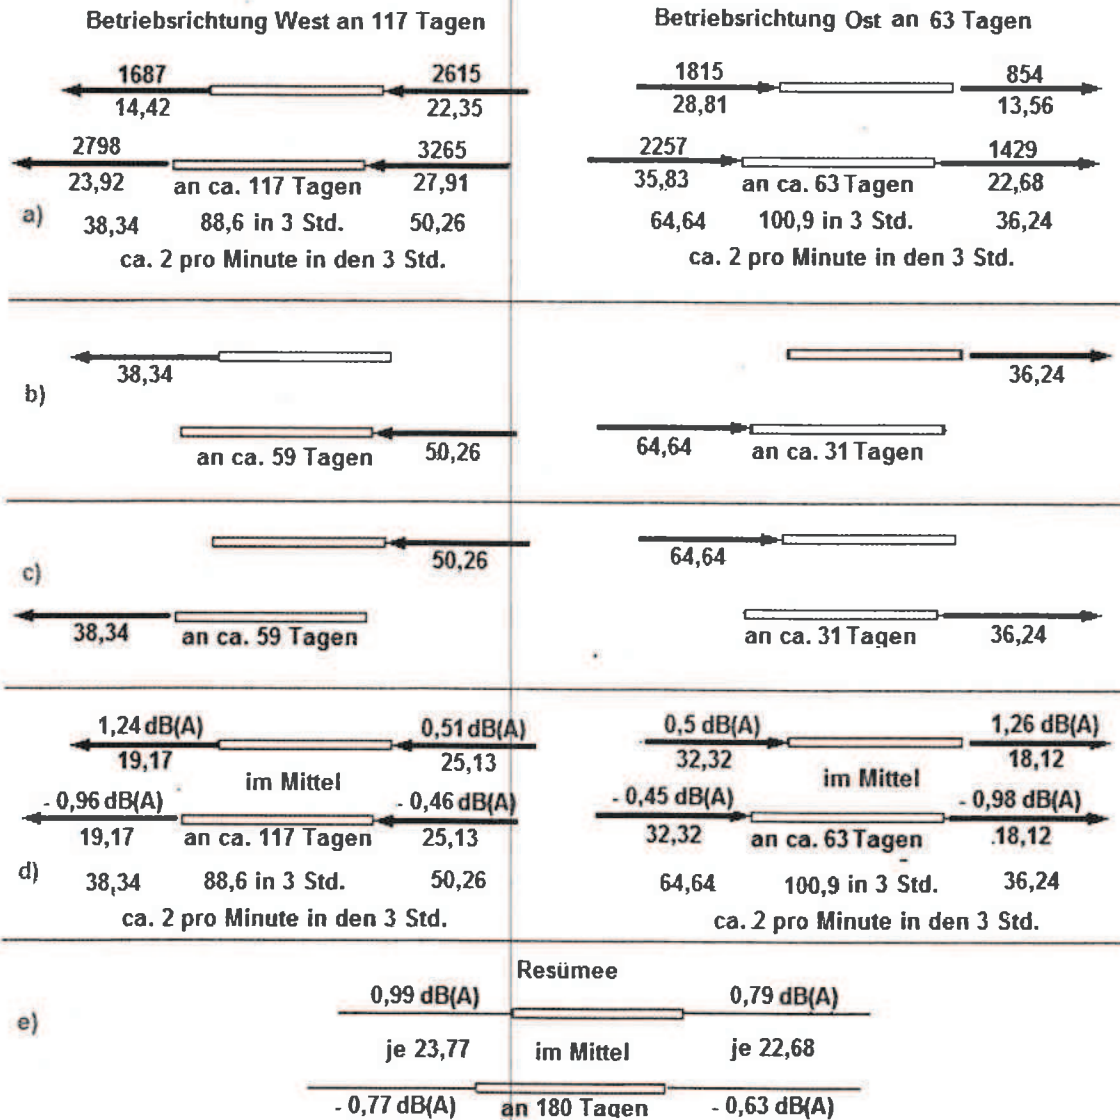 Betriebsrichtung West an 117 Tagen
Betriebsrichtung Ost an 63 Tagen
1687 2615
14,42 22,35
1815 854
28,81 13,56
2798 3265
23,92 an ca. 117 Tagen 27,91
2257 1429
35,83 an ca. 63 Tagen 22,68
a)
38,34 88,6 in 3 Std. 50,26
64,64 100,9 in 3 Std. 36,24
ca. 2 pro Minute in den 3 Std.
ca. 2 pro Minute in den 3 Std.
b)
38,34
36,24
an ca. 59 Tagen 50,26
64,64 an ca. 31 Tagen
c)
50,26
64,64
38,34 an ca. 59 Tagen
an ca. 31 Tagen 36,24
1,24 dB(A) 0,51 dB(A)
19,17 25,13
im Mittel
0,5 dB(A) 1,26 dB(A)
32,32 18,12
im Mittel
- 0,96 dB(A) - 0,46 dB(A)
19,17 an ca. 117 Tagen 25,13
- 0,45 dB(A) - 0,98 dB(A)
32,32 an ca. 63 Tagen 18,12
d)
38,34 88,6 in 3 Std. 50,26
64,64 100,9 in 3 Std. 36,24
ca. 2 pro Minute in den 3 Std.
ca. 2 pro Minute in den 3 Std.
Resümee
e)
0,99 dB(A) 0,79 dB(A)
je 23,77 im Mittel je 22,68
- 0,77 dB(A) an 180 Tagen - 0,63 dB(A)